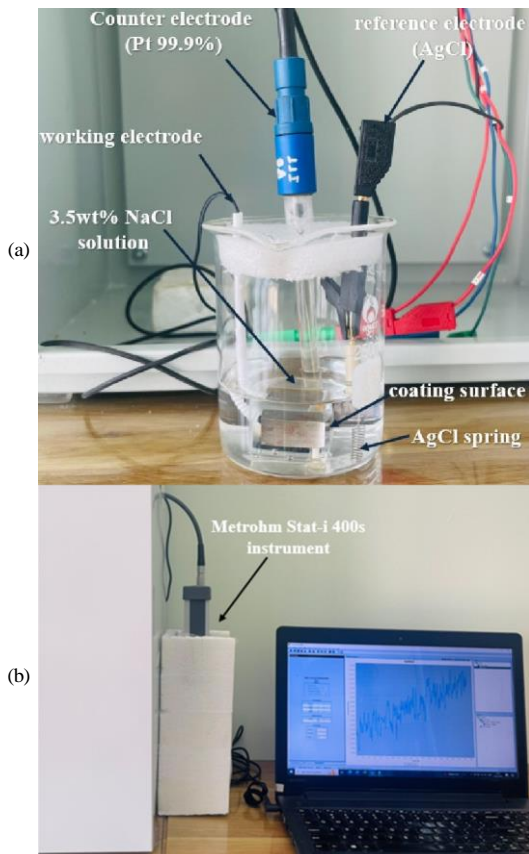 Counter electrode
(Pt 99.9%)
reference electrode
(AgCl)
working electrode
3.5wt% NaCl
solution
(a)
coating surface
AgCl spring
Metrohm Stat-i 400s
instrument
(b)